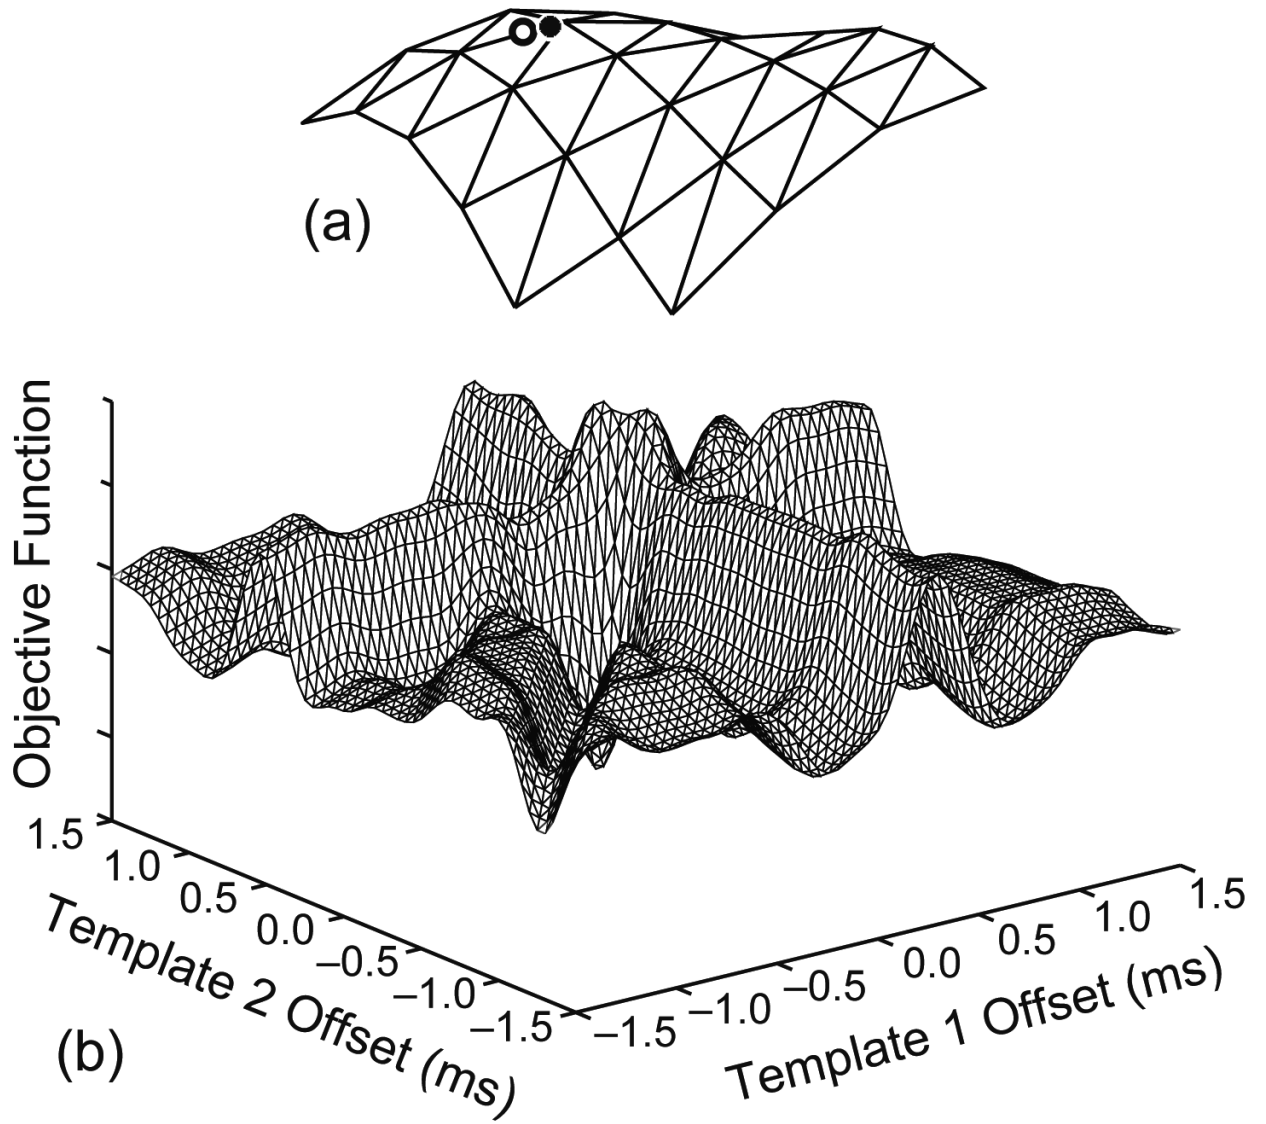 (a)
Objective Function
1.5
1.0
0.5
0.0
–0.5
–1.0
–1.5
Template 2 Offset (ms)
–1.5
–1.0
–0.5
0.0
0.5
1.0
1.5
Template 1 Offset (ms)
(b)